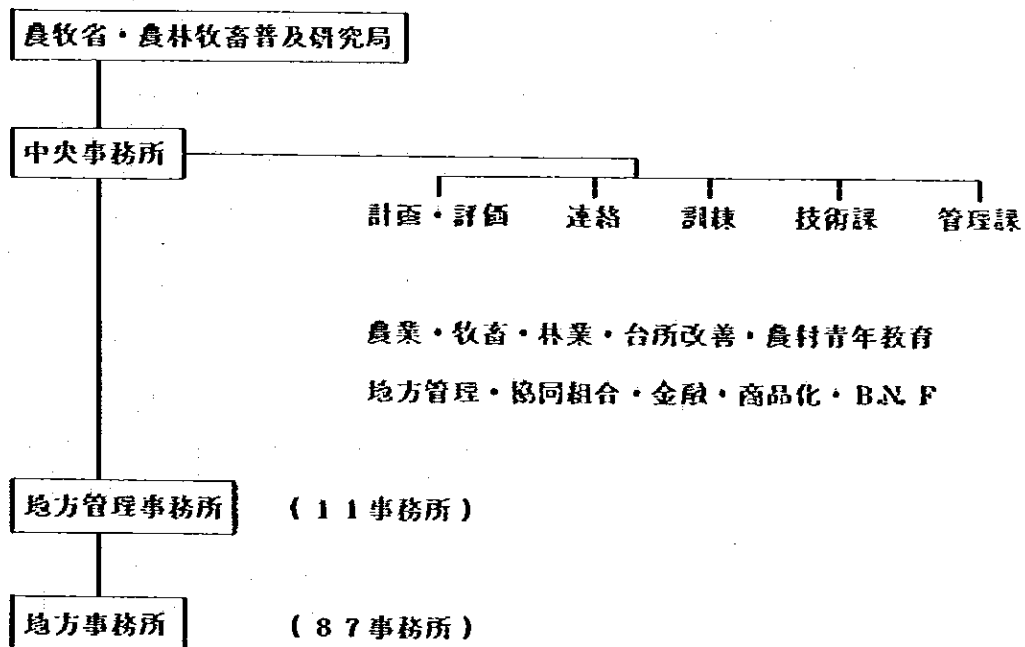 農牧省・農林牧畜普及研究局
中央事務所
計画・評価 連絡 訓練 技術課 管理課
農業・牧畜・林業・台所改善・農村青年教育
地方管理・協同組合・金融・商品化・B.N.F
地方管理事務所 (11事務所)
地方事務所 (87事務所)